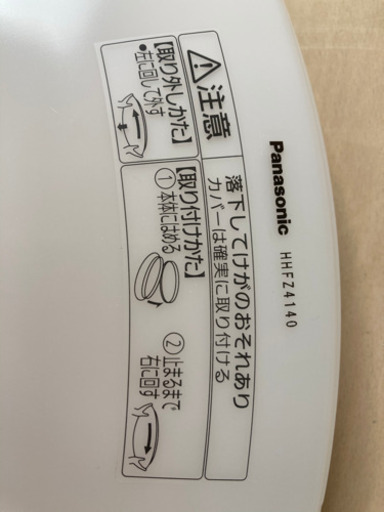 Panasonic HHFZ4140
注意
落下してけがのおそれあり
カバーは確実に取り付ける
【取り外しかた】
●左に回して外す
【取り付けかた】
①本体にはめる
②止まるまで
右に回す